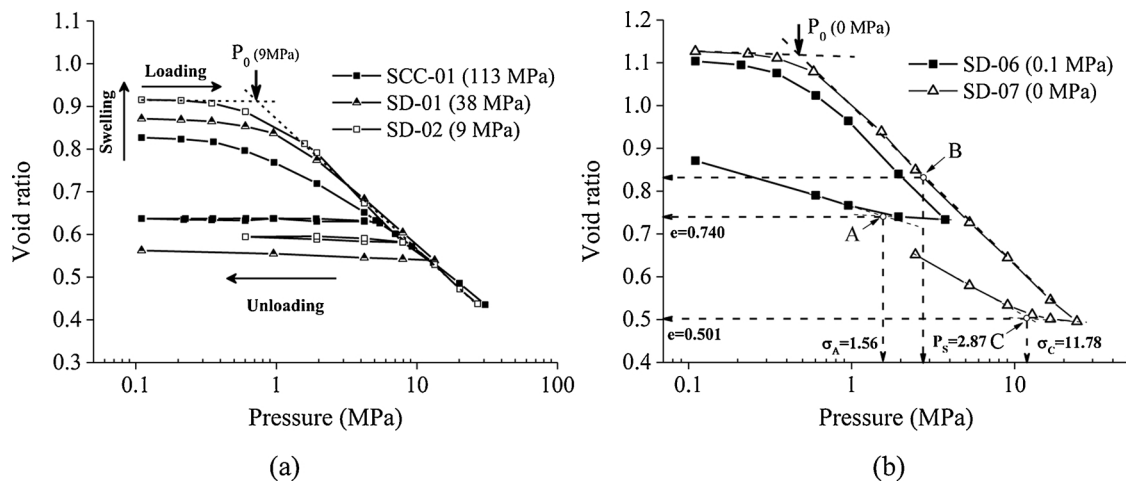 1.1
1.0
0.9
0.8
0.7
0.6
0.5
0.4
0.3
Void ratio
Swelling
Loading
P0 (9MPa)
SCC-01 (113 MPa)
SD-01 (38 MPa)
SD-02 (9 MPa)
Unloading
0.1
1
10
100
Pressure (MPa)
(a)
1.2
1.1
1.0
0.9
0.8
0.7
0.6
0.5
0.4
Void ratio
P0 (0 MPa)
SD-06 (0.1 MPa)
SD-07 (0 MPa)
B
A
e=0.740
C
e=0.501
σA=1.56
PS=2.87
σC=11.78
0.1
1
10
Pressure (MPa)
(b)